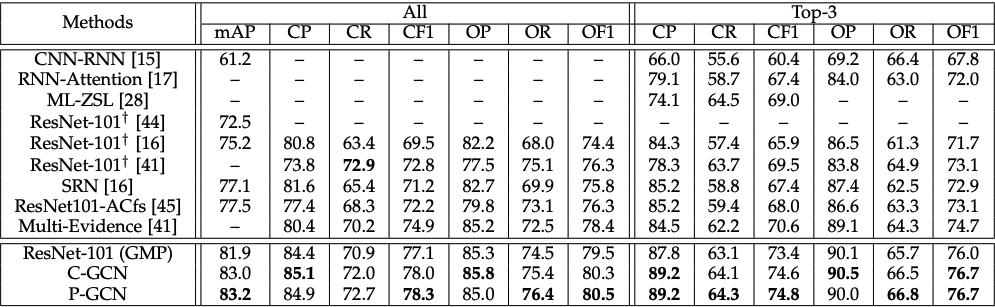 Methods All Top-3
mAP CP CR CF1 OP OR OF1 CP CR CF1 OP OR OF1
CNN-RNN [15] 61.2 – – – – – – 66.0 55.6 60.4 69.2 66.4 67.8
RNN-Attention [17] – – – – – – – 79.1 58.7 67.4 84.0 63.0 72.0
ML-ZSL [28] – – – – – – – 74.1 64.5 69.0 – – –
ResNet-101† [44] 72.5 – – – – – – – – – – – –
ResNet-101† [16] 75.2 80.8 63.4 69.5 82.2 68.0 74.4 84.3 57.4 65.9 86.5 61.3 71.7
ResNet-101† [41] – 73.8 72.9 72.8 77.5 75.1 76.3 78.3 63.7 69.5 83.8 64.9 73.1
SRN [16] 77.1 81.6 65.4 71.2 82.7 69.9 75.8 85.2 58.8 67.4 87.4 62.5 72.9
ResNet101-ACfs [45] 77.5 77.4 68.3 72.2 79.8 73.1 76.3 85.2 59.4 68.0 86.6 63.3 73.1
Multi-Evidence [41] – 80.4 70.2 74.9 85.2 72.5 78.4 84.5 62.2 70.6 89.1 64.3 74.7
ResNet-101 (GMP) 81.9 84.4 70.9 77.1 85.3 74.5 79.5 87.8 63.1 73.4 90.1 65.7 76.0
C-GCN 83.0 85.1 72.0 78.0 85.8 75.4 80.3 89.2 64.1 74.6 90.5 66.5 76.7
P-GCN 83.2 84.9 72.7 78.3 85.0 76.4 80.5 89.2 64.3 74.8 90.0 66.8 76.7